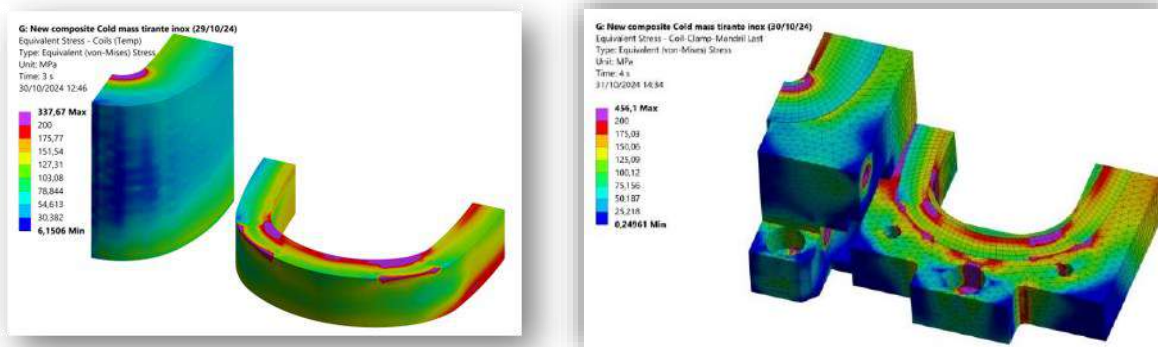 G: New composite Cold mass tirante inox (29/10/24)
Equivalent Stress - Coils (Temp)
Type: Equivalent (von-Mises) Stress
Unit: MPa
Time: 3 s
30/10/2024 12:46
337,67 Max
200
175,77
151,54
127,31
103,08
78,844
54,613
30,382
6,1506 Min
G: New composite Cold mass tirante inox (30/10/24)
Equivalent Stress - Coil-Clamp-Mandril Last
Type: Equivalent (von-Mises) Stress
Unit: MPa
Time: 4 s
31/10/2024 14:34
456,1 Max
200
175,03
150,06
125,09
100,12
75,156
50,187
25,218
0,24961 Min